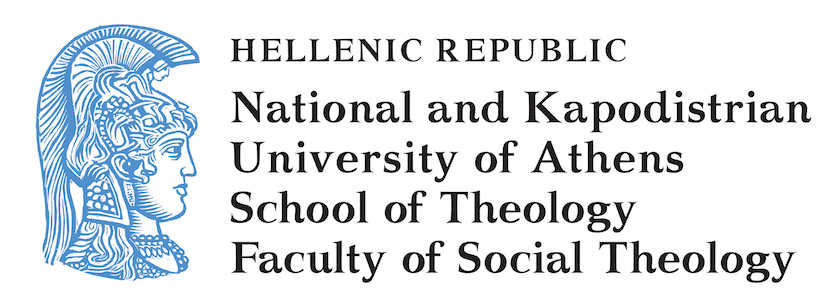 HELLENIC REPUBLIC
National and Kapodistrian
University of Athens
School of Theology
Faculty of Social Theology